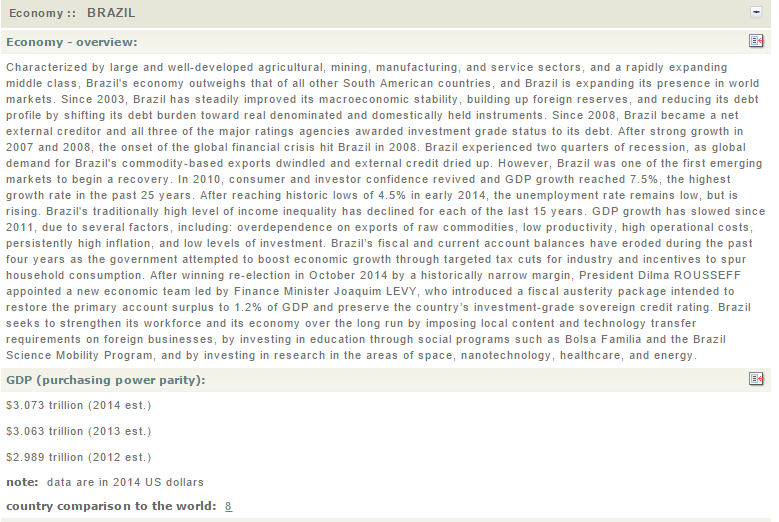 Economy :: BRAZIL
Economy - overview:
Characterized by large and well-developed agricultural, mining, manufacturing, and service sectors, and a rapidly expanding
middle class, Brazil's economy outweighs that of all other South American countries, and Brazil is expanding its presence in world
markets. Since 2003, Brazil has steadily improved its macroeconomic stability, building up foreign reserves, and reducing its debt
profile by shifting its debt burden toward real denominated and domestically held instruments. Since 2008, Brazil became a net
external creditor and all three of the major ratings agencies awarded investment grade status to its debt. After strong growth in
2007 and 2008, the onset of the global financial crisis hit Brazil in 2008. Brazil experienced two quarters of recession, as global
demand for Brazil's commodity-based exports dwindled and external credit dried up. However, Brazil was one of the first emerging
markets to begin a recovery. In 2010, consumer and investor confidence revived and GDP growth reached 7.5%, the highest
growth rate in the past 25 years. After reaching historic lows of 4.5% in early 2014, the unemployment rate remains low, but is
rising. Brazil's traditionally high level of income inequality has declined for each of the last 15 years. GDP growth has slowed since
2011, due to several factors, including: overdependence on exports of raw commodities, low productivity, high operational costs,
persistently high inflation, and low levels of investment. Brazil's fiscal and current account balances have eroded during the past
four years as the government attempted to boost economic growth through targeted tax cuts for industry and incentives to spur
household consumption. After winning re-election in October 2014 by a historically narrow margin, President Dilma ROUSSEFF
appointed a new economic team led by Finance Minister Joaquim LEVY, who introduced a fiscal austerity package intended to
restore the primary account surplus to 1.2% of GDP and preserve the country's investment-grade sovereign credit rating. Brazil
seeks to strengthen its workforce and its economy over the long run by imposing local content and technology transfer
requirements on foreign businesses, by investing in education through social programs such as Bolsa Familia and the Brazil
Science Mobility Program, and by investing in research in the areas of space, nanotechnology, healthcare, and energy.
GDP (purchasing power parity):
$3.073 trillion (2014 est.)
$3.063 trillion (2013 est.)
$2.989 trillion (2012 est.)
note: data are in 2014 US dollars
country comparison to the world: 8